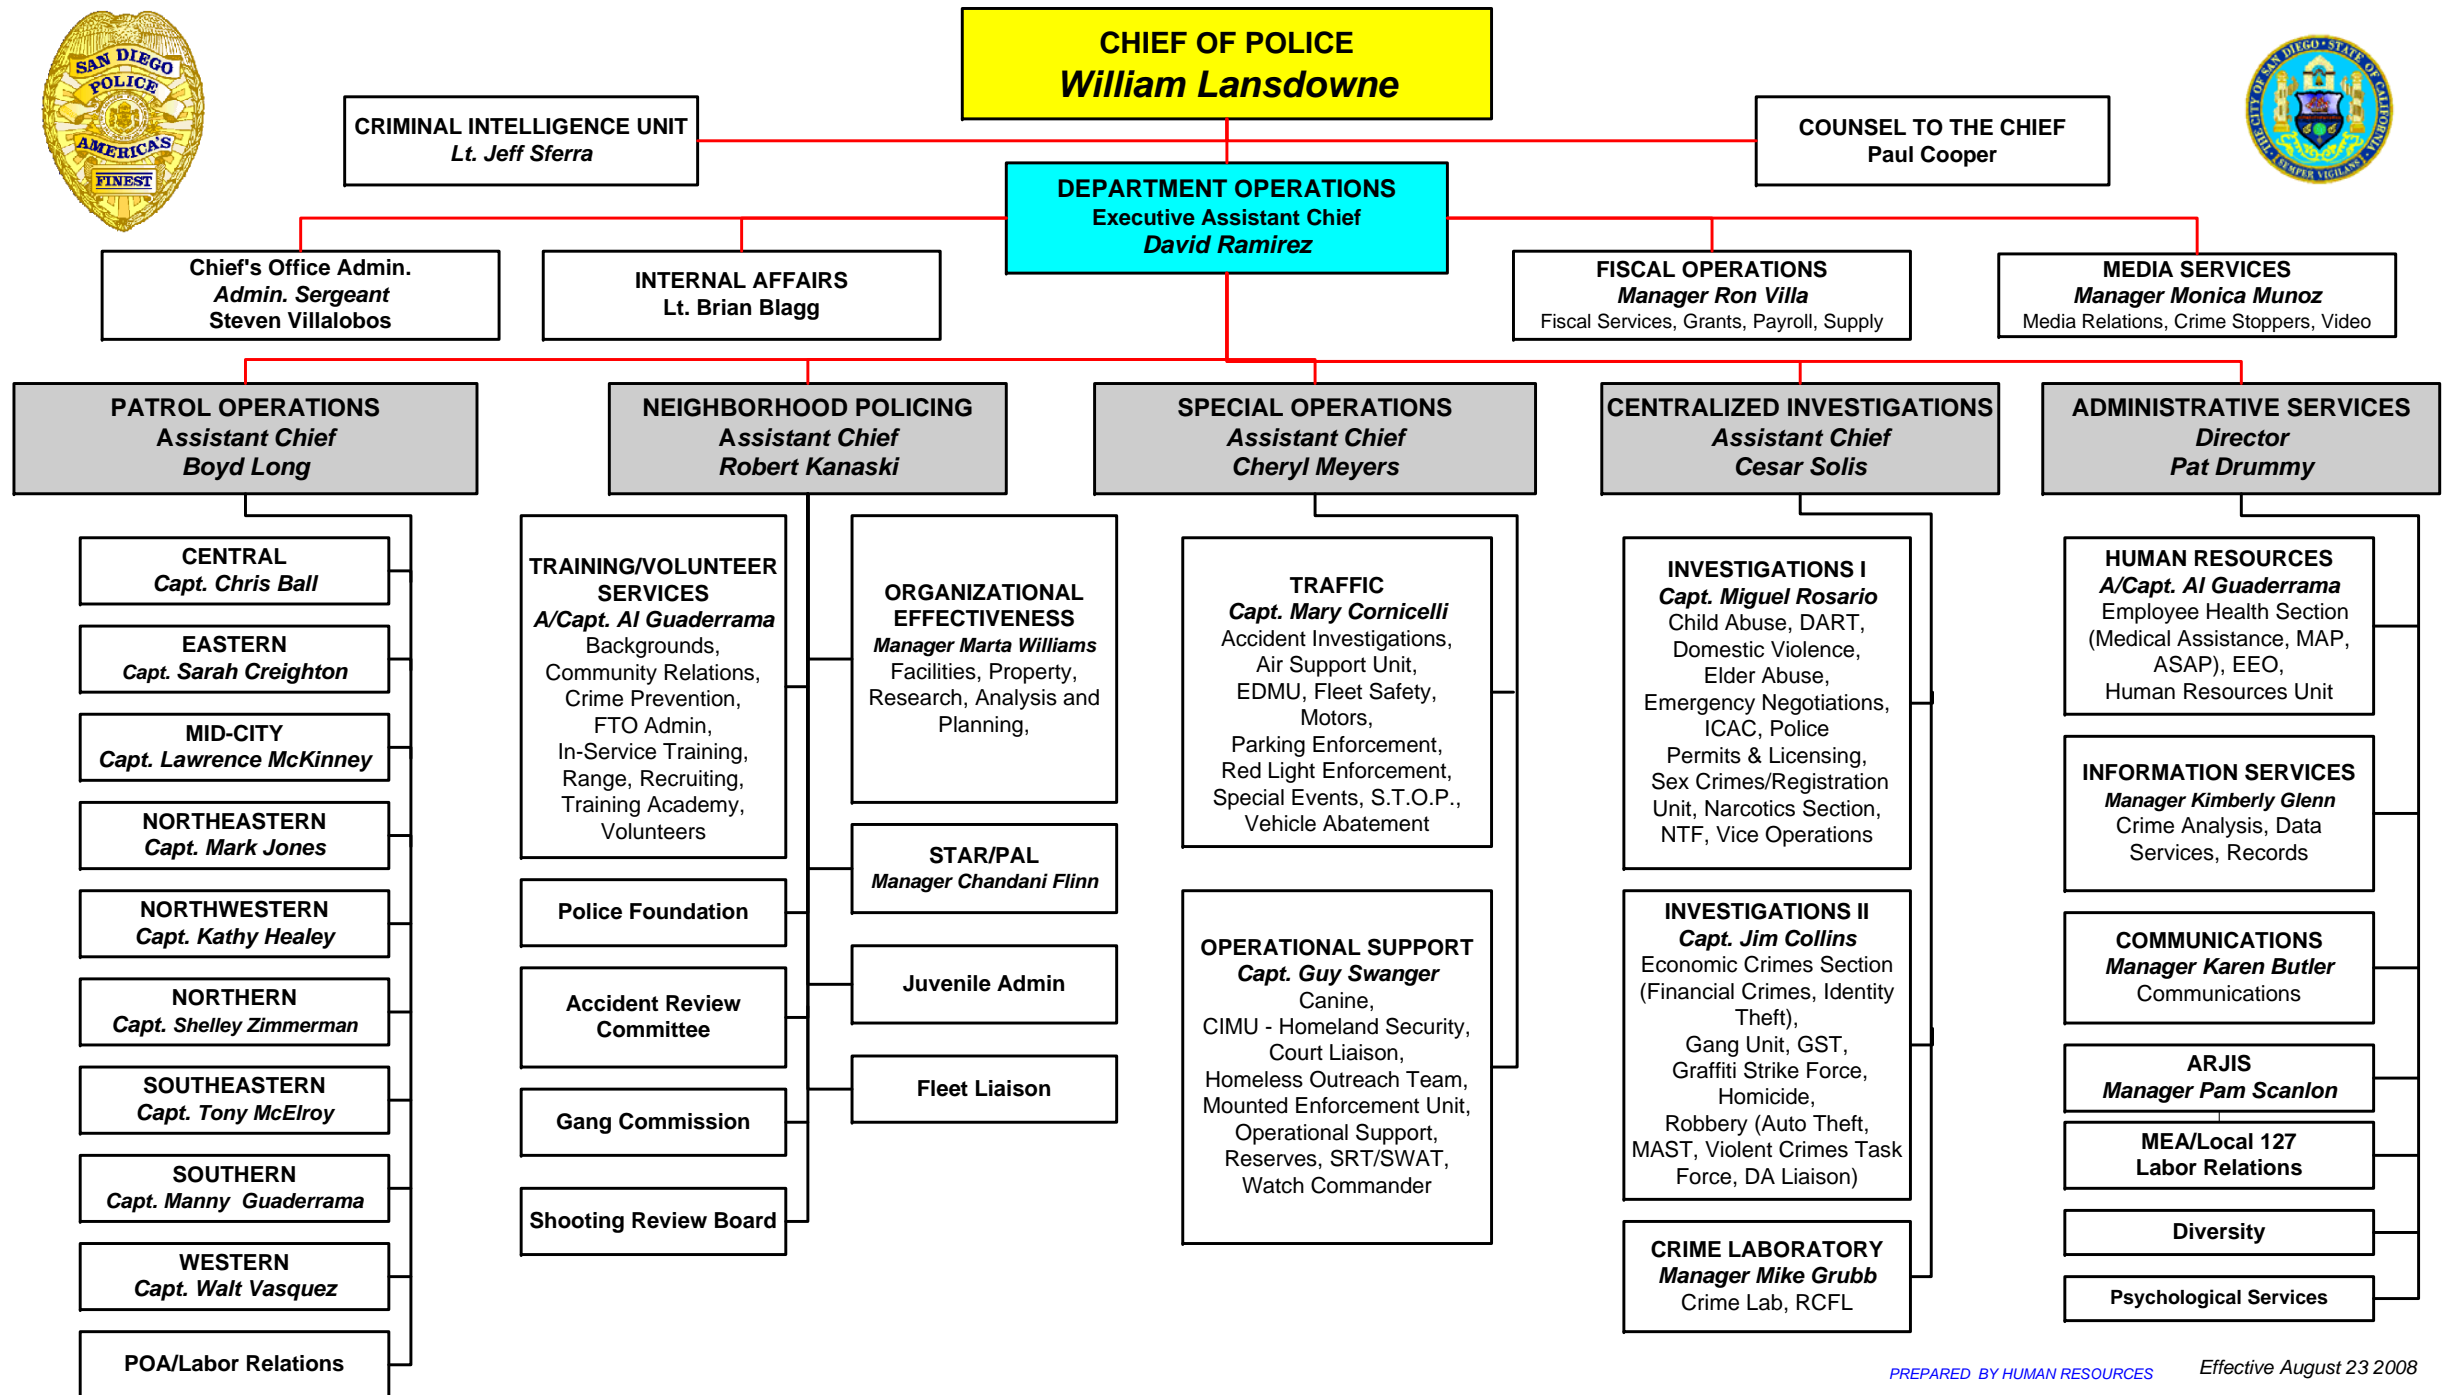 SAN DIEGO
POLICE
AMERICA'S
FINEST
CHIEF OF POLICE
William Lansdowne
THE CITY OF SAN DIEGO • STATE OF CALIFORNIA
SEMPER VIGILANS
CRIMINAL INTELLIGENCE UNIT
Lt. Jeff Sferra
COUNSEL TO THE CHIEF
Paul Cooper
DEPARTMENT OPERATIONS
Executive Assistant Chief
David Ramirez
Chief's Office Admin.
Admin. Sergeant
Steven Villalobos
INTERNAL AFFAIRS
Lt. Brian Blagg
FISCAL OPERATIONS
Manager Ron Villa
Fiscal Services, Grants, Payroll, Supply
MEDIA SERVICES
Manager Monica Munoz
Media Relations, Crime Stoppers, Video
PATROL OPERATIONS
Assistant Chief
Boyd Long
NEIGHBORHOOD POLICING
Assistant Chief
Robert Kanaski
SPECIAL OPERATIONS
Assistant Chief
Cheryl Meyers
CENTRALIZED INVESTIGATIONS
Assistant Chief
Cesar Solis
ADMINISTRATIVE SERVICES
Director
Pat Drummy
CENTRAL
Capt. Chris Ball
EASTERN
Capt. Sarah Creighton
MID-CITY
Capt. Lawrence McKinney
NORTHEASTERN
Capt. Mark Jones
NORTHWESTERN
Capt. Kathy Healey
NORTHERN
Capt. Shelley Zimmerman
SOUTHEASTERN
Capt. Tony McElroy
SOUTHERN
Capt. Manny Guaderrama
WESTERN
Capt. Walt Vasquez
POA/Labor Relations
TRAINING/VOLUNTEER
SERVICES
A/Capt. Al Guaderrama
Backgrounds,
Community Relations,
Crime Prevention,
FTO Admin,
In-Service Training,
Range, Recruiting,
Training Academy,
Volunteers
Police Foundation
Accident Review
Committee
Gang Commission
Shooting Review Board
ORGANIZATIONAL
EFFECTIVENESS
Manager Marta Williams
Facilities, Property,
Research, Analysis and
Planning,
STAR/PAL
Manager Chandani Flinn
Juvenile Admin
Fleet Liaison
TRAFFIC
Capt. Mary Cornicelli
Accident Investigations,
Air Support Unit,
EDMU, Fleet Safety,
Motors,
Parking Enforcement,
Red Light Enforcement,
Special Events, S.T.O.P.,
Vehicle Abatement
OPERATIONAL SUPPORT
Capt. Guy Swanger
Canine,
CIMU - Homeland Security,
Court Liaison,
Homeless Outreach Team,
Mounted Enforcement Unit,
Operational Support,
Reserves, SRT/SWAT,
Watch Commander
INVESTIGATIONS I
Capt. Miguel Rosario
Child Abuse, DART,
Domestic Violence,
Elder Abuse,
Emergency Negotiations,
ICAC, Police
Permits & Licensing,
Sex Crimes/Registration
Unit, Narcotics Section,
NTF, Vice Operations
INVESTIGATIONS II
Capt. Jim Collins
Economic Crimes Section
(Financial Crimes, Identity
Theft),
Gang Unit, GST,
Graffiti Strike Force,
Homicide,
Robbery (Auto Theft,
MAST, Violent Crimes Task
Force, DA Liaison)
CRIME LABORATORY
Manager Mike Grubb
Crime Lab, RCFL
HUMAN RESOURCES
A/Capt. Al Guaderrama
Employee Health Section
(Medical Assistance, MAP,
ASAP), EEO,
Human Resources Unit
INFORMATION SERVICES
Manager Kimberly Glenn
Crime Analysis, Data
Services, Records
COMMUNICATIONS
Manager Karen Butler
Communications
ARJIS
Manager Pam Scanlon
MEA/Local 127
Labor Relations
Diversity
Psychological Services
PREPARED BY HUMAN RESOURCES
Effective August 23 2008